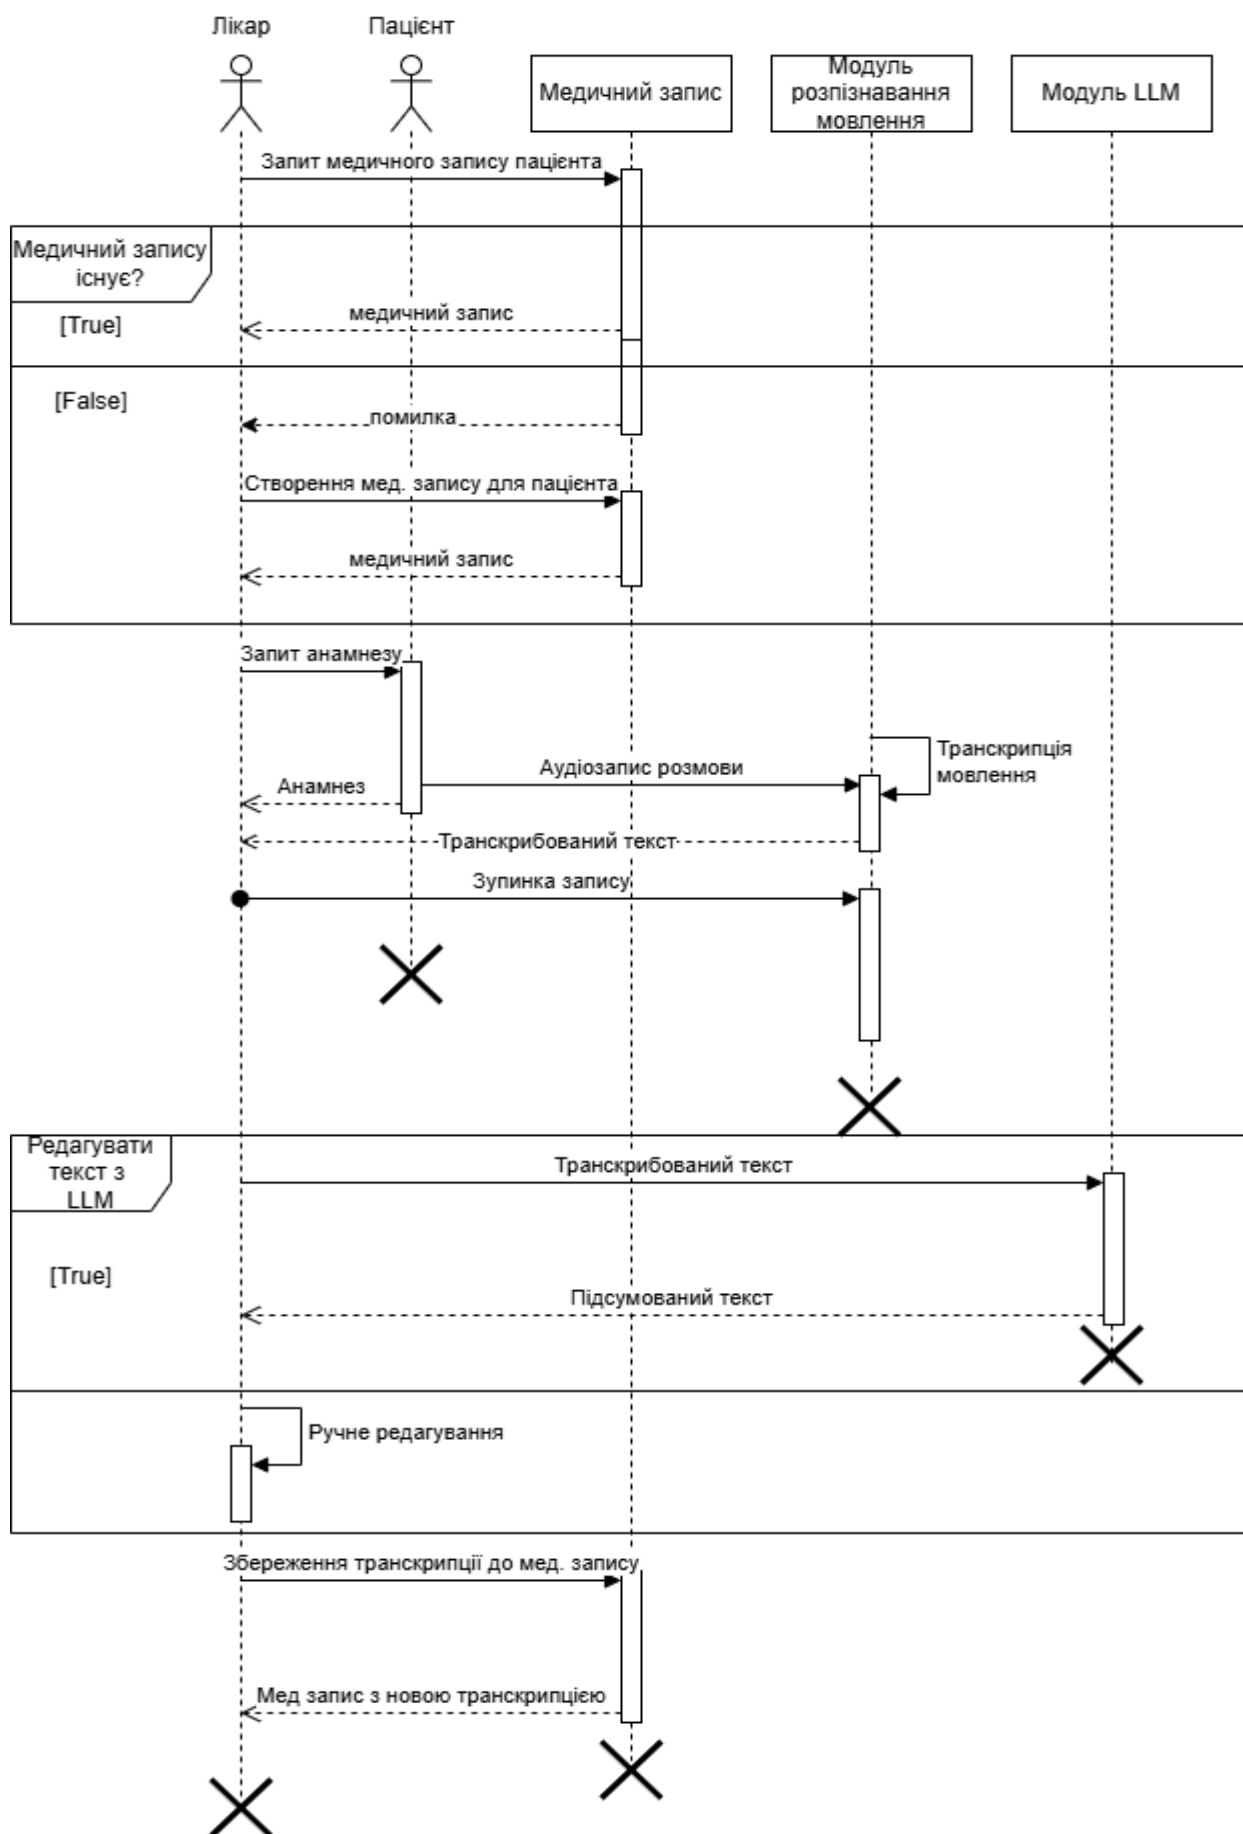 Лікар
Пацієнт
Медичний запис
Модуль
розпізнавання
мовлення
Модуль LLM
Запит медичного запису пацієнта
Медичний запису
існує?
[True]
медичний запис
[False]
помилка
Створення мед. запису для пацієнта
медичний запис
Запит анамнезу
Транскрипція
мовлення
Аудіозапис розмови
Анамнез
Транскрибований текст
Зупинка запису
Редагувати
текст з
LLM
Транскрибований текст
[True]
Підсумований текст
Ручне редагування
Збереження транскрипції до мед. запису
Мед запис з новою транскрипцією